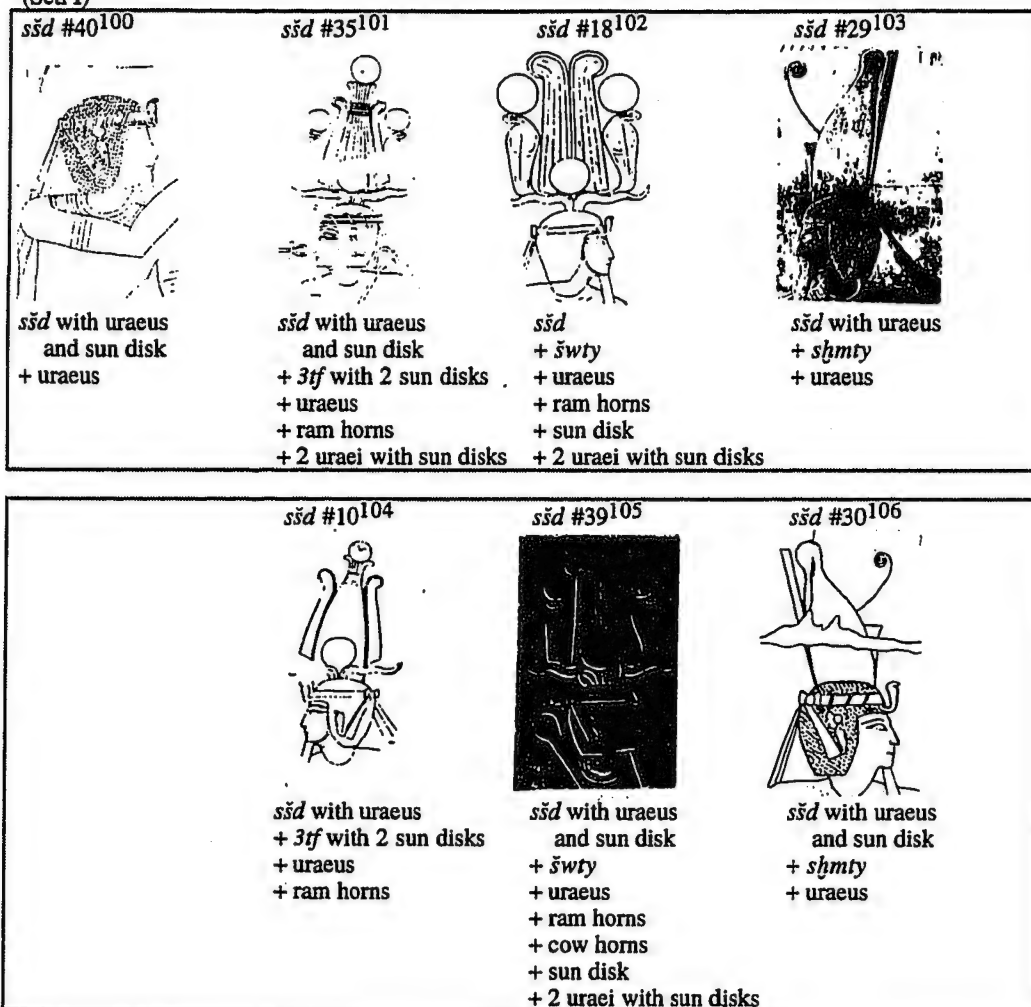 (Seti I)
sšd #40100
sšd #35101
sšd #18102
sšd #29103
sšd with uraeus
and sun disk
+ uraeus
sšd with uraeus
and sun disk
+ 3tf with 2 sun disks
+ uraeus
+ ram horns
+ 2 uraei with sun disks
sšd
+ šwty
+ uraeus
+ ram horns
+ sun disk
+ 2 uraei with sun disks
sšd with uraeus
+ sḫmty
+ uraeus
sšd #10104
sšd #39105
sšd #30106
sšd with uraeus
+ 3tf with 2 sun disks
+ uraeus
+ ram horns
sšd with uraeus
and sun disk
+ šwty
+ uraeus
+ ram horns
+ cow horns
+ sun disk
+ 2 uraei with sun disks
sšd with uraeus
and sun disk
+ sḫmty
+ uraeus